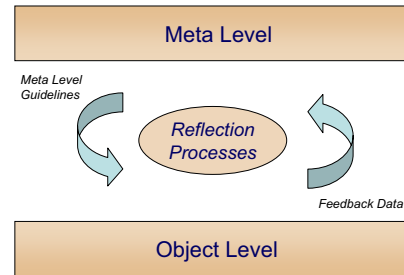 Meta Level
Meta Level
Guidelines
Reflection
Processes
Feedback Data
Object Level